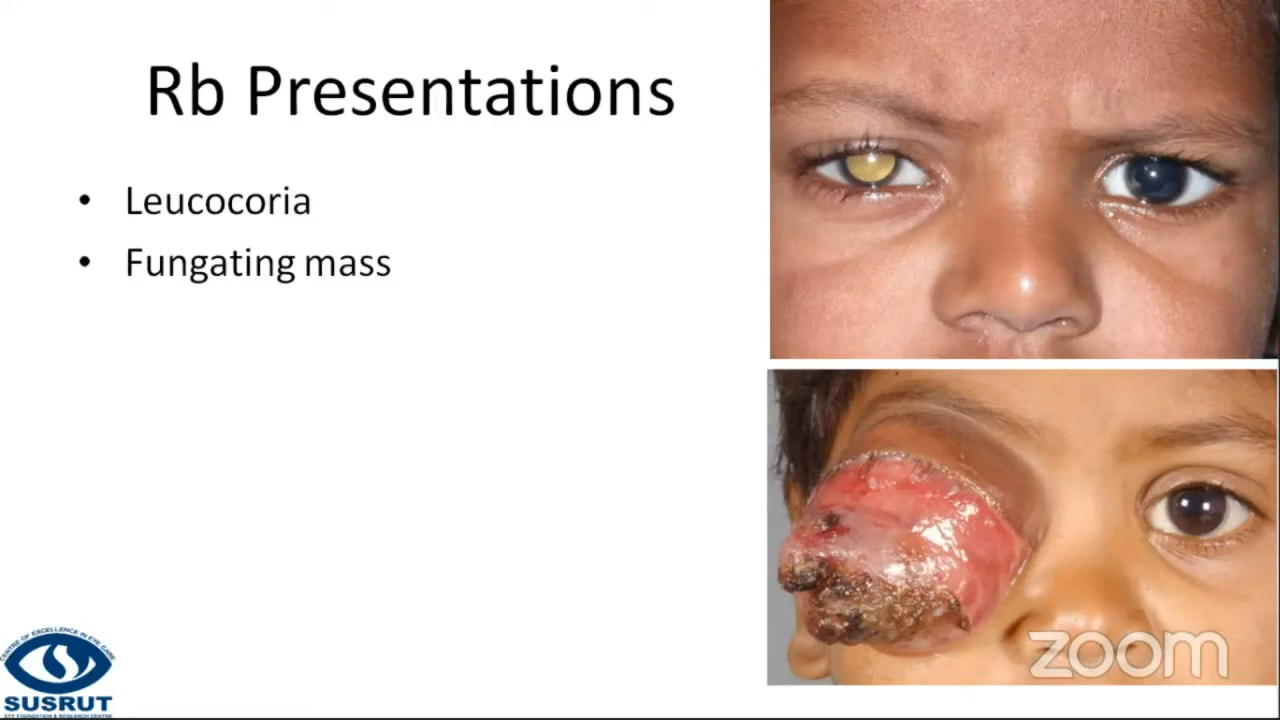 Rb Presentations
• Leucocoria
• Fungating mass
CENTRE OF EXCELLENCE IN EYE CARE
SUSRUT
EYE FOUNDATION & RESEARCH CENTRE
zoom